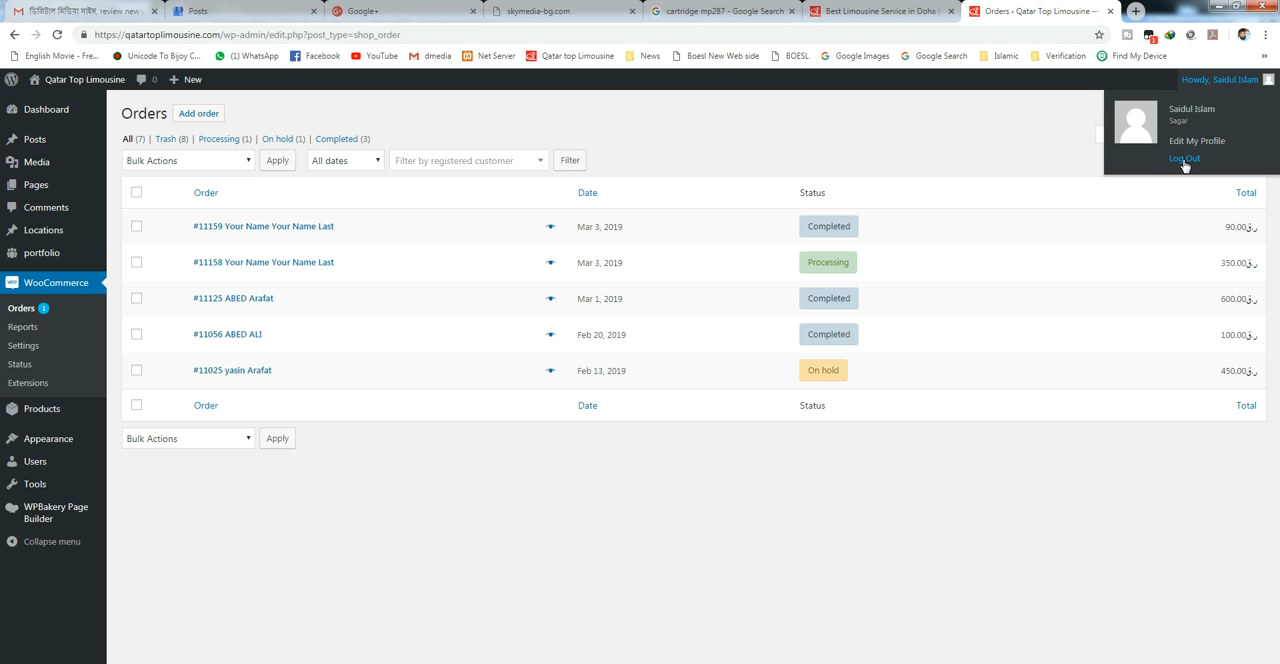 ডিজিটাল মিডিয়া সাইন, review new
Posts
Google+
skymedia-bg.com
cartridge mp287 - Google Search
Best Limousine Service in Doha |
Orders ‹ Qatar Top Limousine —
https://qatartoplimousine.com/wp-admin/edit.php?post_type=shop_order
English Movie - Fre...
Unicode To Bijoy C...
(1) WhatsApp
Facebook
YouTube
dmedia
Net Server
Qatar top Limousine
News
Boesl New Web side
BOESL
Google Images
Google Search
Islamic
Verification
Find My Device
»
Qatar Top Limousine
0
New
Howdy, Saidul Islam
Saidul Islam
Sagar
Edit My Profile
Log Out
Dashboard
Posts
Media
Pages
Comments
Locations
portfolio
WooCommerce
Orders 1
Reports
Settings
Status
Extensions
Products
Appearance
Users
Tools
WPBakery Page
Builder
Collapse menu
Orders
Add order
All (7) | Trash (8) | Processing (1) | On hold (1) | Completed (3)
Bulk Actions
Apply
All dates
Filter by registered customer
Filter
Order Date Status Total
#11159 Your Name Your Name Last Mar 3, 2019 Completed ر.ق90.00
#11158 Your Name Your Name Last Mar 3, 2019 Processing ر.ق350.00
#11125 ABED Arafat Mar 1, 2019 Completed ر.ق600.00
#11056 ABED ALI Feb 20, 2019 Completed ر.ق100.00
#11025 yasin Arafat Feb 13, 2019 On hold ر.ق450.00
Order Date Status Total
Bulk Actions
Apply